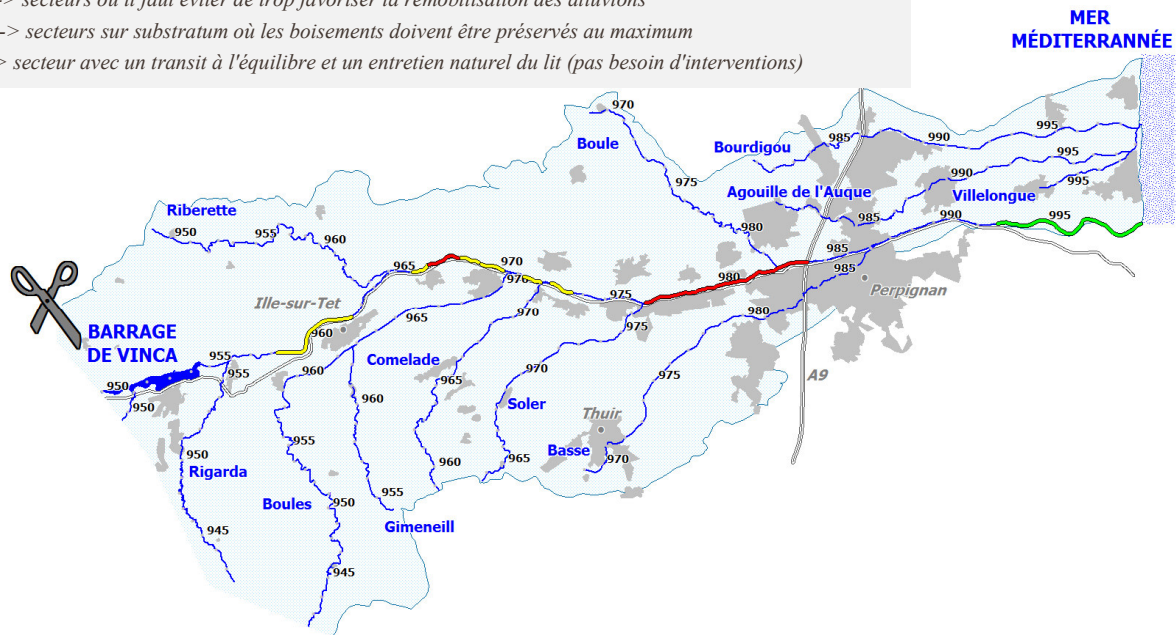 -> secteurs où il faut éviter de trop favoriser la remobilisation des alluvions
-> secteurs sur substratum où les boisements doivent être préservés au maximum
> secteur avec un transit à l'équilibre et un entretien naturel du lit (pas besoin d'interventions)
MER
MÉDITERRANNÉE
970
Boule
Bourdigou
985
990
995
995
975
990
995
Agouille de l'Auque
Villelongue
Riberette
950
955
960
980
985
990
995
985
965
970
970
980
985
Perpignan
Ille-sur-Tet
960
965
970
975
975
980
BARRAGE
DE VINCA
955
955
950
950
Comelade
960
960
965
970
975
A9
Soler
Thuir
950
Rigarda
955
Basse
970
965
960
Boules
950
955
Gimeneill
945
945